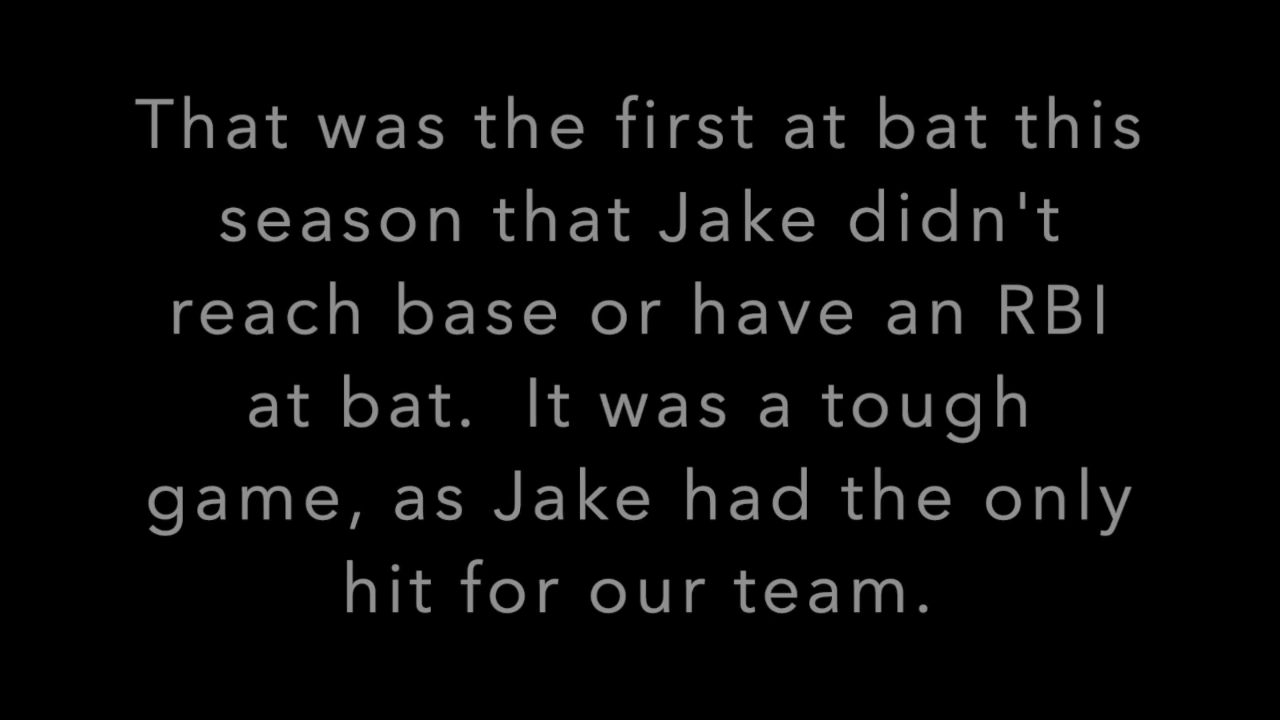 That was the first at bat this
season that Jake didn't
reach base or have an RBI
at bat.  It was a tough
game, as Jake had the only
hit for our team.